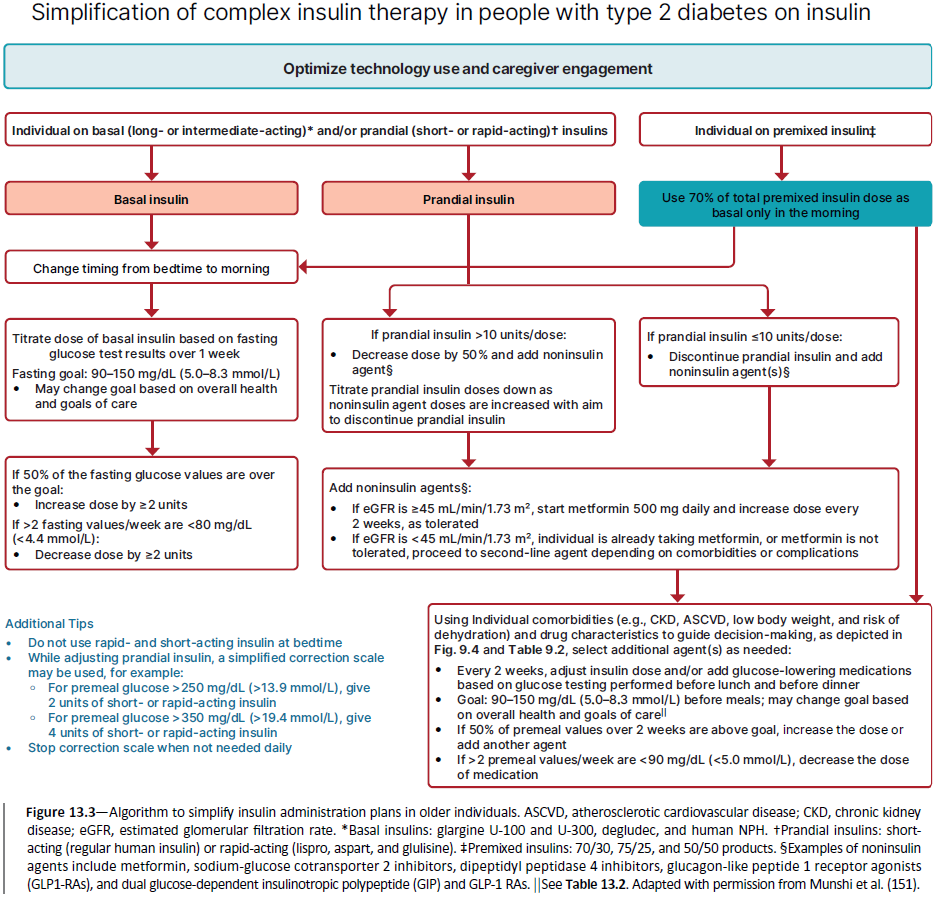 Simplification of complex insulin therapy in people with type 2 diabetes on insulin
Optimize technology use and caregiver engagement
Individual on basal (long- or intermediate-acting)* and/or prandial (short- or rapid-acting)† insulins
Individual on premixed insulin‡
Basal insulin
Prandial insulin
Use 70% of total premixed insulin dose as
basal only in the morning
Change timing from bedtime to morning
Titrate dose of basal insulin based on fasting
glucose test results over 1 week
Fasting goal: 90–150 mg/dL (5.0–8.3 mmol/L)
• May change goal based on overall health
and goals of care
If prandial insulin >10 units/dose:
• Decrease dose by 50% and add noninsulin
agent§
Titrate prandial insulin doses down as
noninsulin agent doses are increased with aim
to discontinue prandial insulin
If prandial insulin ≤10 units/dose:
• Discontinue prandial insulin and add
noninsulin agent(s)§
If 50% of the fasting glucose values are over
the goal:
• Increase dose by ≥2 units
If >2 fasting values/week are <80 mg/dL
(<4.4 mmol/L):
• Decrease dose by ≥2 units
Add noninsulin agents§:
• If eGFR is ≥45 mL/min/1.73 m², start metformin 500 mg daily and increase dose every
2 weeks, as tolerated
• If eGFR is <45 mL/min/1.73 m², individual is already taking metformin, or metformin is not
tolerated, proceed to second-line agent depending on comorbidities or complications
Additional Tips
• Do not use rapid- and short-acting insulin at bedtime
• While adjusting prandial insulin, a simplified correction scale
may be used, for example:
○ For premeal glucose >250 mg/dL (>13.9 mmol/L), give
2 units of short- or rapid-acting insulin
○ For premeal glucose >350 mg/dL (>19.4 mmol/L), give
4 units of short- or rapid-acting insulin
• Stop correction scale when not needed daily
Using Individual comorbidities (e.g., CKD, ASCVD, low body weight, and risk of
dehydration) and drug characteristics to guide decision-making, as depicted in
Fig. 9.4 and Table 9.2, select additional agent(s) as needed:
• Every 2 weeks, adjust insulin dose and/or add glucose-lowering medications
based on glucose testing performed before lunch and before dinner
• Goal: 90–150 mg/dL (5.0–8.3 mmol/L) before meals; may change goal based
on overall health and goals of care||
• If 50% of premeal values over 2 weeks are above goal, increase the dose or
add another agent
• If >2 premeal values/week are <90 mg/dL (<5.0 mmol/L), decrease the dose
of medication
Figure 13.3—Algorithm to simplify insulin administration plans in older individuals. ASCVD, atherosclerotic cardiovascular disease; CKD, chronic kidney
disease; eGFR, estimated glomerular filtration rate. *Basal insulins: glargine U-100 and U-300, degludec, and human NPH. †Prandial insulins: short-
acting (regular human insulin) or rapid-acting (lispro, aspart, and glulisine). ‡Premixed insulins: 70/30, 75/25, and 50/50 products. §Examples of noninsulin
agents include metformin, sodium-glucose cotransporter 2 inhibitors, dipeptidyl peptidase 4 inhibitors, glucagon-like peptide 1 receptor agonists
(GLP1-RAs), and dual glucose-dependent insulinotropic polypeptide (GIP) and GLP-1 RAs. ||See Table 13.2. Adapted with permission from Munshi et al. (151).